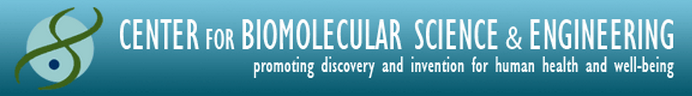 CENTER FOR BIOMOLECULAR SCIENCE & ENGINEERING
promoting discovery and invention for human health and well-being